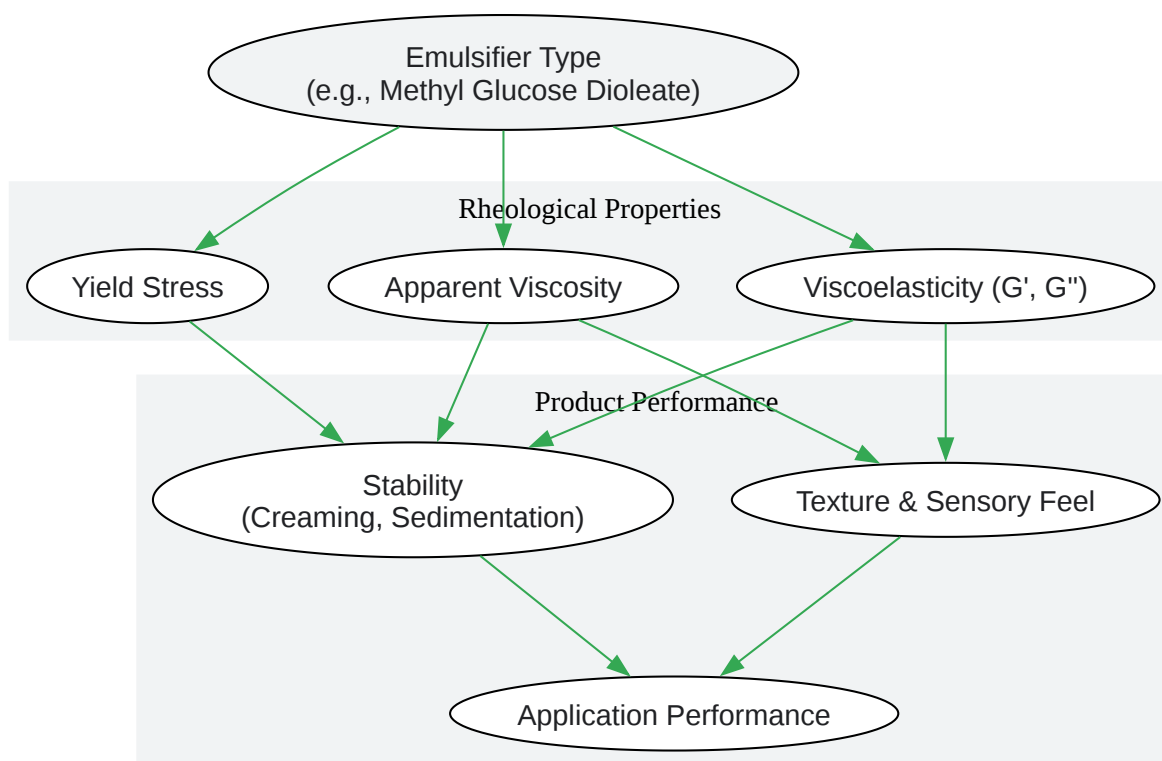 Emulsifier Type
(e.g., Methyl Glucose Dioleate)
Rheological Properties
Yield Stress
Apparent Viscosity
Viscoelasticity (G', G'')
Product Performance
Stability
(Creaming, Sedimentation)
Texture & Sensory Feel
Application Performance